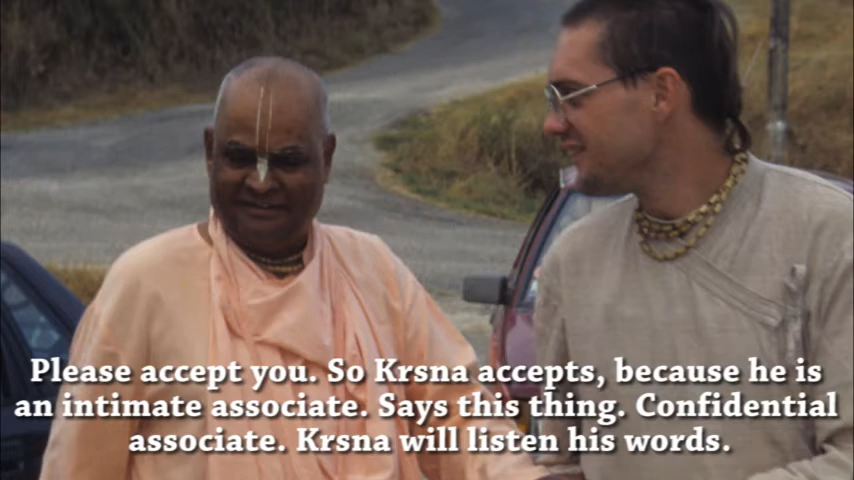 Please accept you. So Krsna accepts, because he is
an intimate associate. Says this thing. Confidential
associate. Krsna will listen his words.